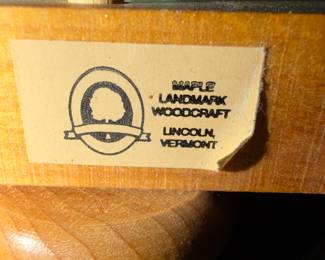 MAPLE
LANDMARK
WOODCRAFT
LINCOLN,
VERMONT